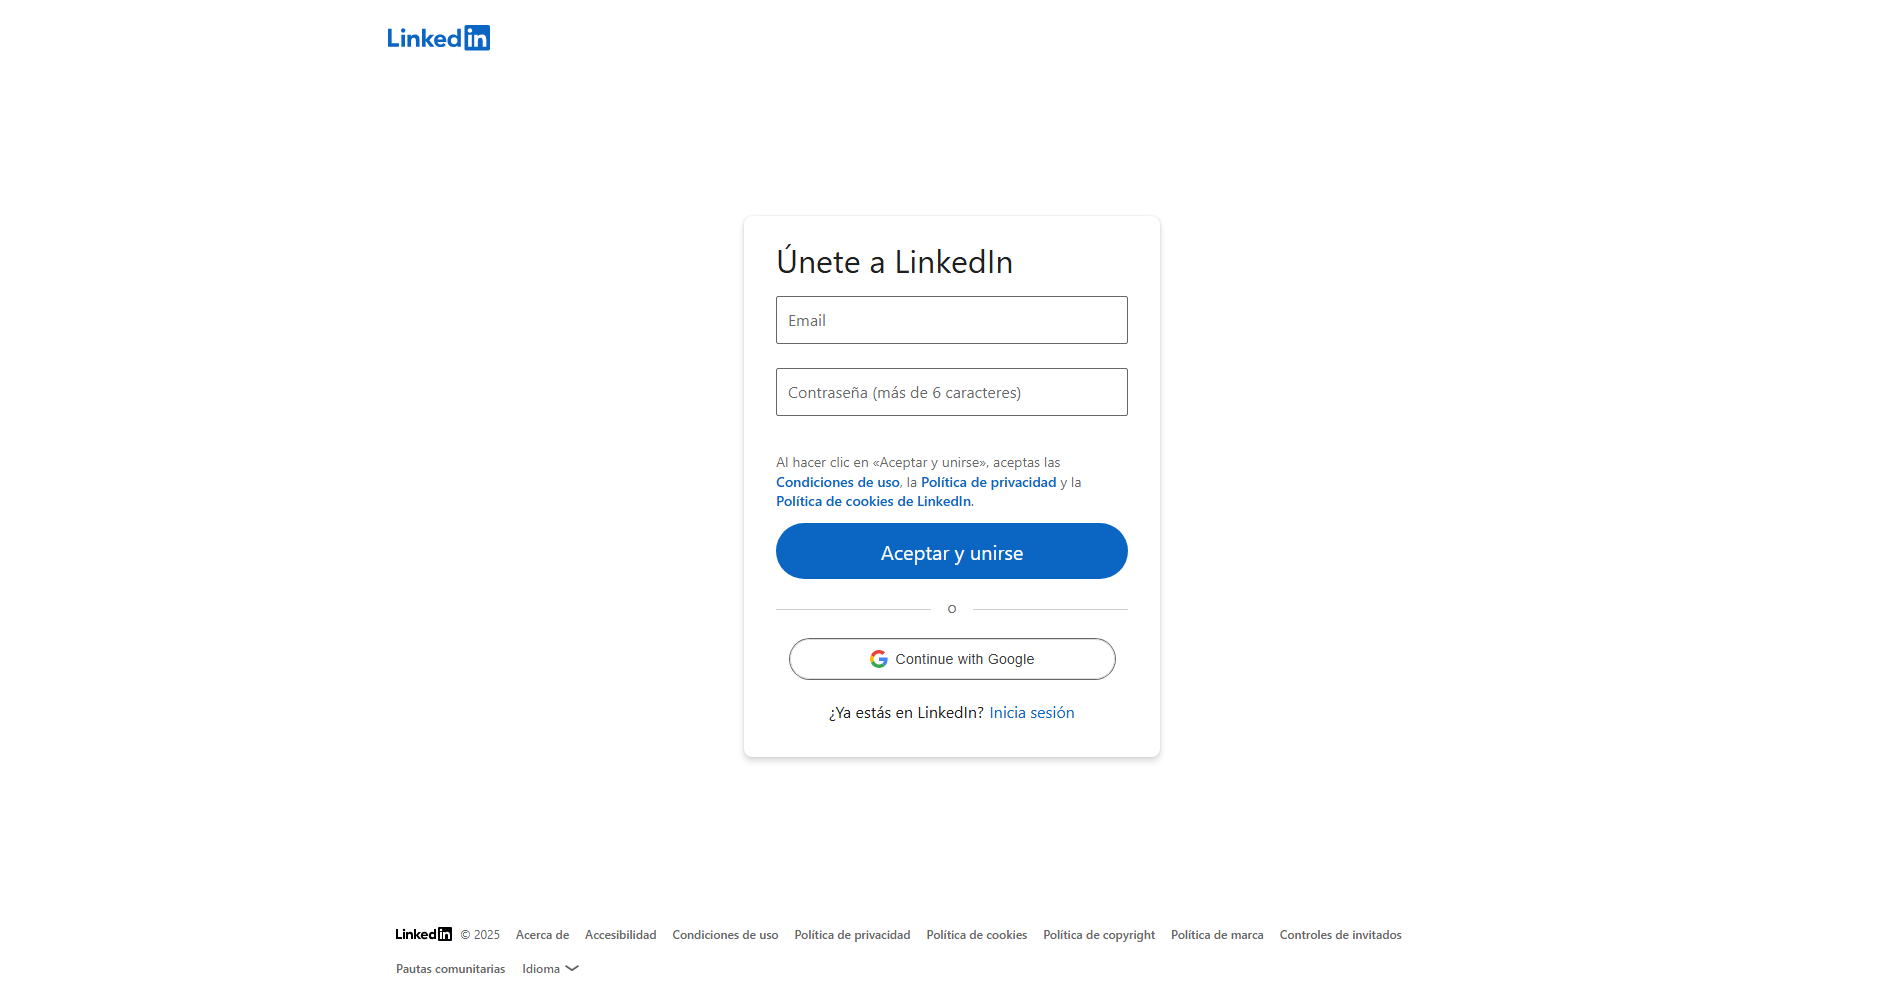 LinkedIn
Únete a LinkedIn
Email
Contraseña (más de 6 caracteres)
Al hacer clic en «Aceptar y unirse», aceptas las
Condiciones de uso, la Política de privacidad y la
Política de cookies de LinkedIn.
Aceptar y unirse
o
Continue with Google
¿Ya estás en LinkedIn? Inicia sesión
LinkedIn © 2025 Acerca de Accesibilidad Condiciones de uso Política de privacidad Política de cookies Política de copyright Política de marca Controles de invitados
Pautas comunitarias Idioma